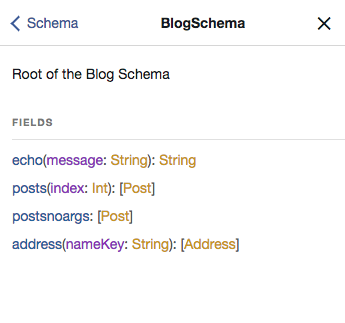 Schema BlogSchema
Root of the Blog Schema
FIELDS
echo(message: String): String
posts(index: Int): [Post]
postsnoargs: [Post]
address(nameKey: String): [Address]